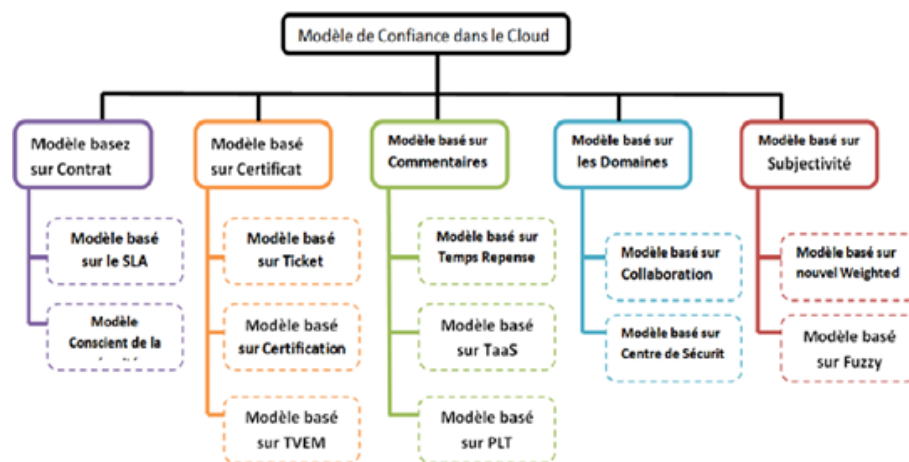 Modèle de Confiance dans le Cloud
Modèle basez
sur Contrat
Modèle basé
sur Certificat
Modèle basé sur
Commentaires
Modèle basé sur
les Domaines
Modèle basé sur
Subjectivité
Modèle basé
sur le SLA
Modèle
Conscient de la
Modèle basé
sur Ticket
Modèle basé
sur Certification
Modèle basé
sur TVEM
Modèle basé sur
Temps Repense
Modèle basé
sur TaaS
Modèle basé
sur PLT
Modèle basé sur
Collaboration
Modèle basé sur
Centre de Sécurit
Modèle basé sur
nouvel Weighted
Modèle basé
sur Fuzzy